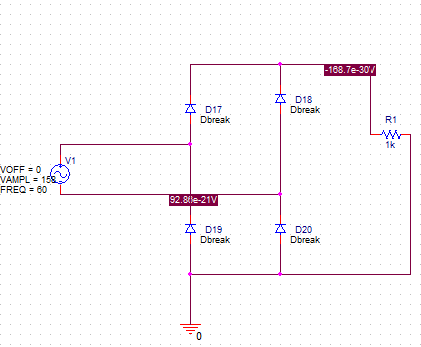 -168.7e-30V
D17
Dbreak
D18
Dbreak
R1
1k
V1
VOFF = 0
VAMPL = 158
FREQ = 60
92.86e-21V
D19
Dbreak
D20
Dbreak
0